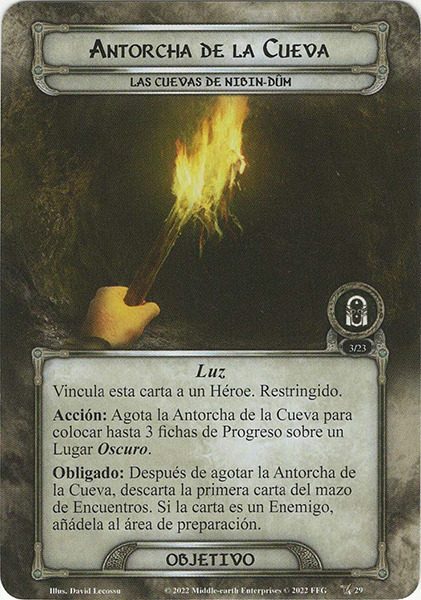 ANTORCHA DE LA CUEVA
LAS CUEVAS DE NIBIN-DÛM
3/23
Luz
Vincula esta carta a un Héroe. Restringido.
Acción: Agota la Antorcha de la Cueva para
colocar hasta 3 fichas de Progreso sobre un
Lugar Oscuro.
Obligado: Después de agotar la Antorcha de
la Cueva, descarta la primera carta del mazo
de Encuentros. Si la carta es un Enemigo,
añádela al área de preparación.
OBJETIVO
Illus. David Lecossu © 2022 Middle-earth Enterprises © 2022 FFG 29